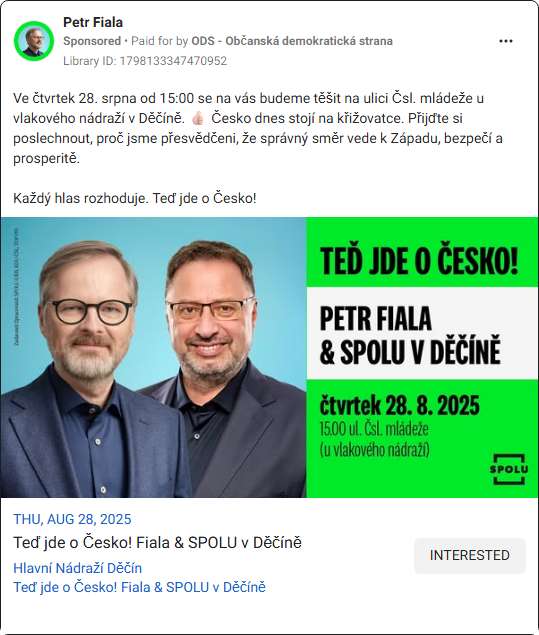 Petr Fiala
Sponsored • Paid for by ODS - Občanská demokratická strana
Library ID: 1798133347470952
Ve čtvrtek 28. srpna od 15:00 se na vás budeme těšit na ulici Čsl. mládeže u
vlakového nádraží v Děčíně. 👍🏻 Česko dnes stojí na křižovatce. Přijďte si
poslechnout, proč jsme přesvědčeni, že správný směr vede k Západu, bezpečí a
prosperitě.
Každý hlas rozhoduje. Teď jde o Česko!
TEĎ JDE O ČESKO!
PETR FIALA
& SPOLU V DĚČÍNĚ
čtvrtek 28. 8. 2025
15.00 ul. Čsl. mládeže
(u vlakového nádraží)
SPOLU
THU, AUG 28, 2025
Teď jde o Česko! Fiala & SPOLU v Děčíně
INTERESTED
Hlavní Nádraží Děčín
Teď jde o Česko! Fiala & SPOLU v Děčíně